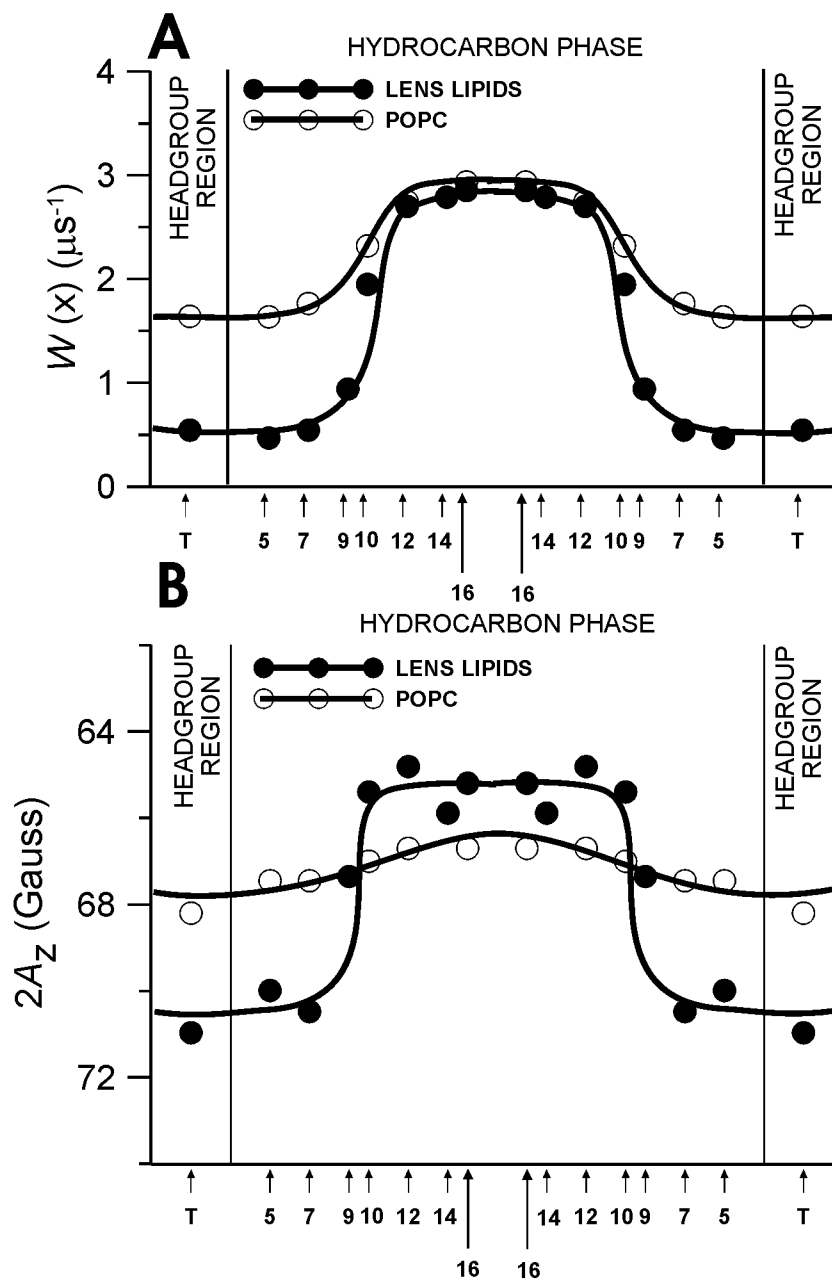 A
HYDROCARBON PHASE
4
3
2
1
0
W (x) (μs⁻¹)
HEADGROUP
REGION
LENS LIPIDS
POPC
HEADGROUP
REGION
T 5 7 9 10 12 14 16 16 14 12 10 9 7 5 T
B
HYDROCARBON PHASE
64
68
72
2Az (Gauss)
HEADGROUP
REGION
LENS LIPIDS
POPC
HEADGROUP
REGION
T 5 7 9 10 12 14 16 16 14 12 10 9 7 5 T